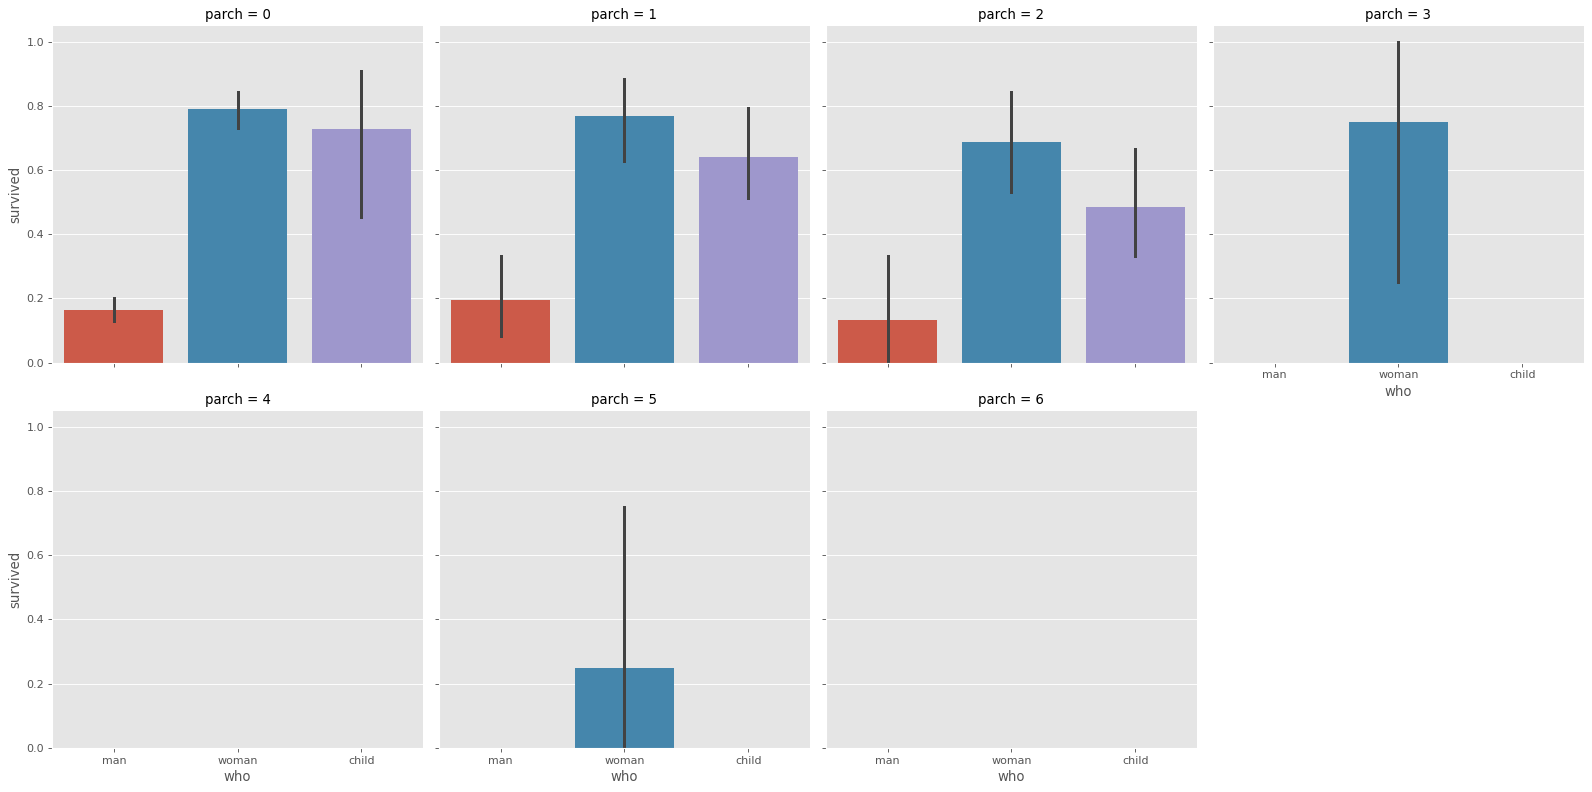 parch = 0
parch = 1
parch = 2
parch = 3
survived
1.0
0.8
0.6
0.4
0.2
0.0
man
woman
child
who
parch = 4
parch = 5
parch = 6
survived
1.0
0.8
0.6
0.4
0.2
0.0
man
woman
child
who
man
woman
child
who
man
woman
child
who